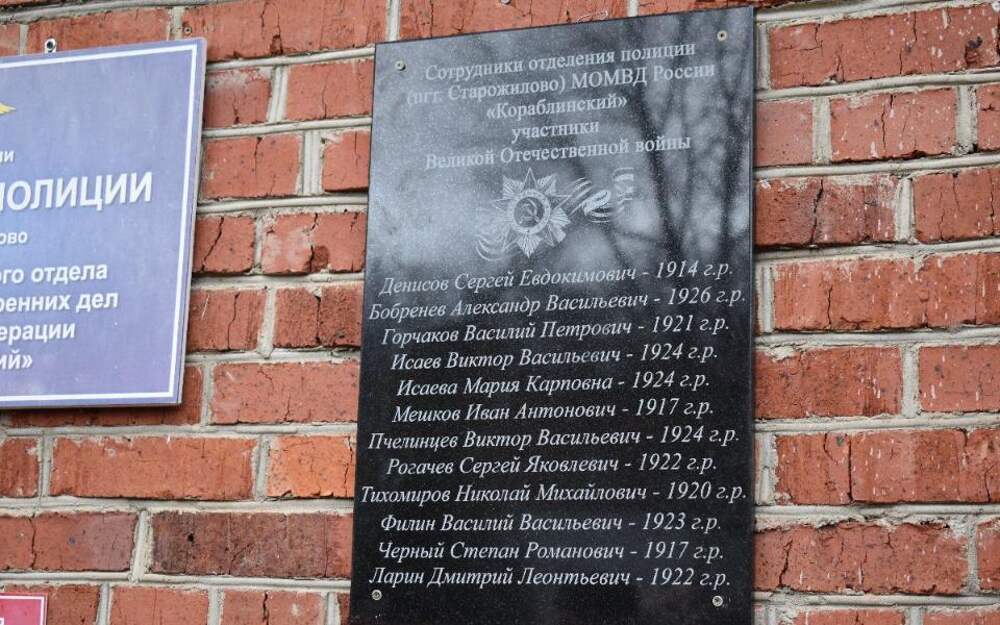 ии
ПОЛИЦИИ
ово
ого отдела
ренних дел
ерации
ий»
Сотрудники отделения полиции
(пгт. Старожилово) МОМВД России
«Кораблинский»
участники
Великой Отечественной войны
Денисов Сергей Евдокимович - 1914 г.р.
Бобренев Александр Васильевич - 1926 г.р.
Горчаков Василий Петрович - 1921 г.р.
Исаев Виктор Васильевич - 1924 г.р.
Исаева Мария Карповна - 1924 г.р.
Мешков Иван Антонович - 1917 г.р.
Пчелинцев Виктор Васильевич - 1924 г.р.
Рогачев Сергей Яковлевич - 1922 г.р.
Тихомиров Николай Михайлович - 1920 г.р.
Филин Василий Васильевич - 1923 г.р.
Черный Степан Романович - 1917 г.р.
Ларин Дмитрий Леонтьевич - 1922 г.р.